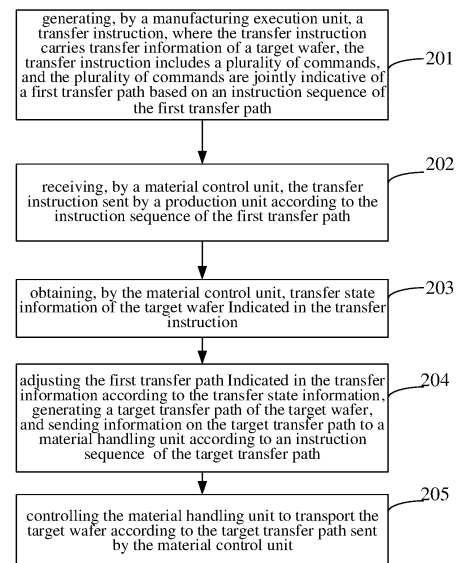 generating, by a manufacturing execution unit, a
transfer instruction, where the transfer instruction
carries transfer information of a target wafer, the
transfer instruction includes a plurality of commands,
and the plurality of commands are jointly indicative of
a first transfer path based on an instruction sequence of
the first transfer path
201
receiving, by a material control unit, the transfer
instruction sent by a production unit according to the
instruction sequence of the first transfer path
202
obtaining, by the material control unit, transfer state
information of the target wafer Indicated in the transfer
instruction
203
adjusting the first transfer path Indicated in the transfer
information according to the transfer state information,
generating a target transfer path of the target wafer,
and sending information on the target transfer path to a
material handling unit according to an instruction
sequence of the target transfer path
204
controlling the material handling unit to transport the
target wafer according to the target transfer path sent
by the material control unit
205